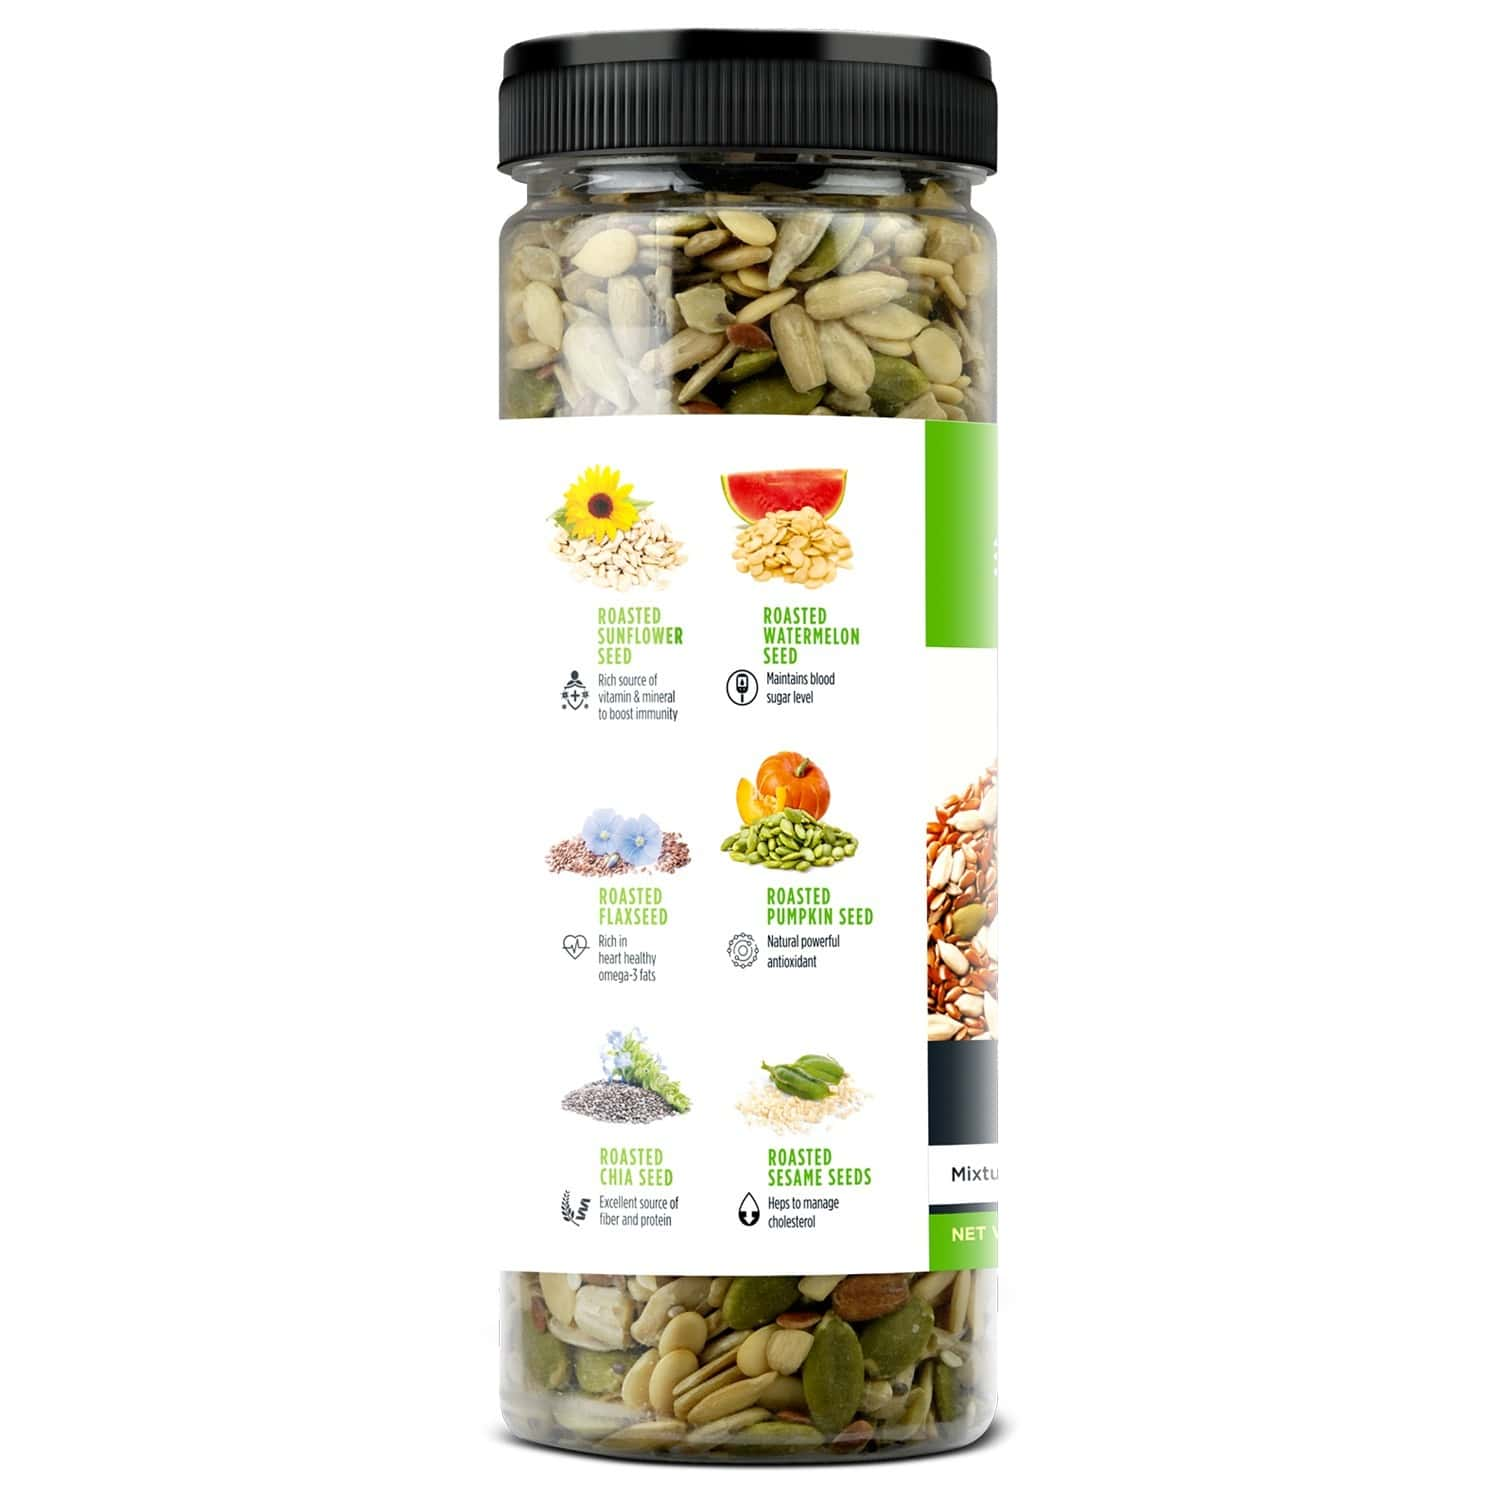 ROASTED
SUNFLOWER
SEED
Rich source of
vitamin & mineral
to boost immunity
ROASTED
WATERMELON
SEED
Maintains blood
sugar level
ROASTED
FLAXSEED
Rich in
heart healthy
omega-3 fats
ROASTED
PUMPKIN SEED
Natural powerful
antioxidant
ROASTED
CHIA SEED
Excellent source of
fiber and protein
ROASTED
SESAME SEEDS
Heps to manage
cholesterol
Mixtu
NET